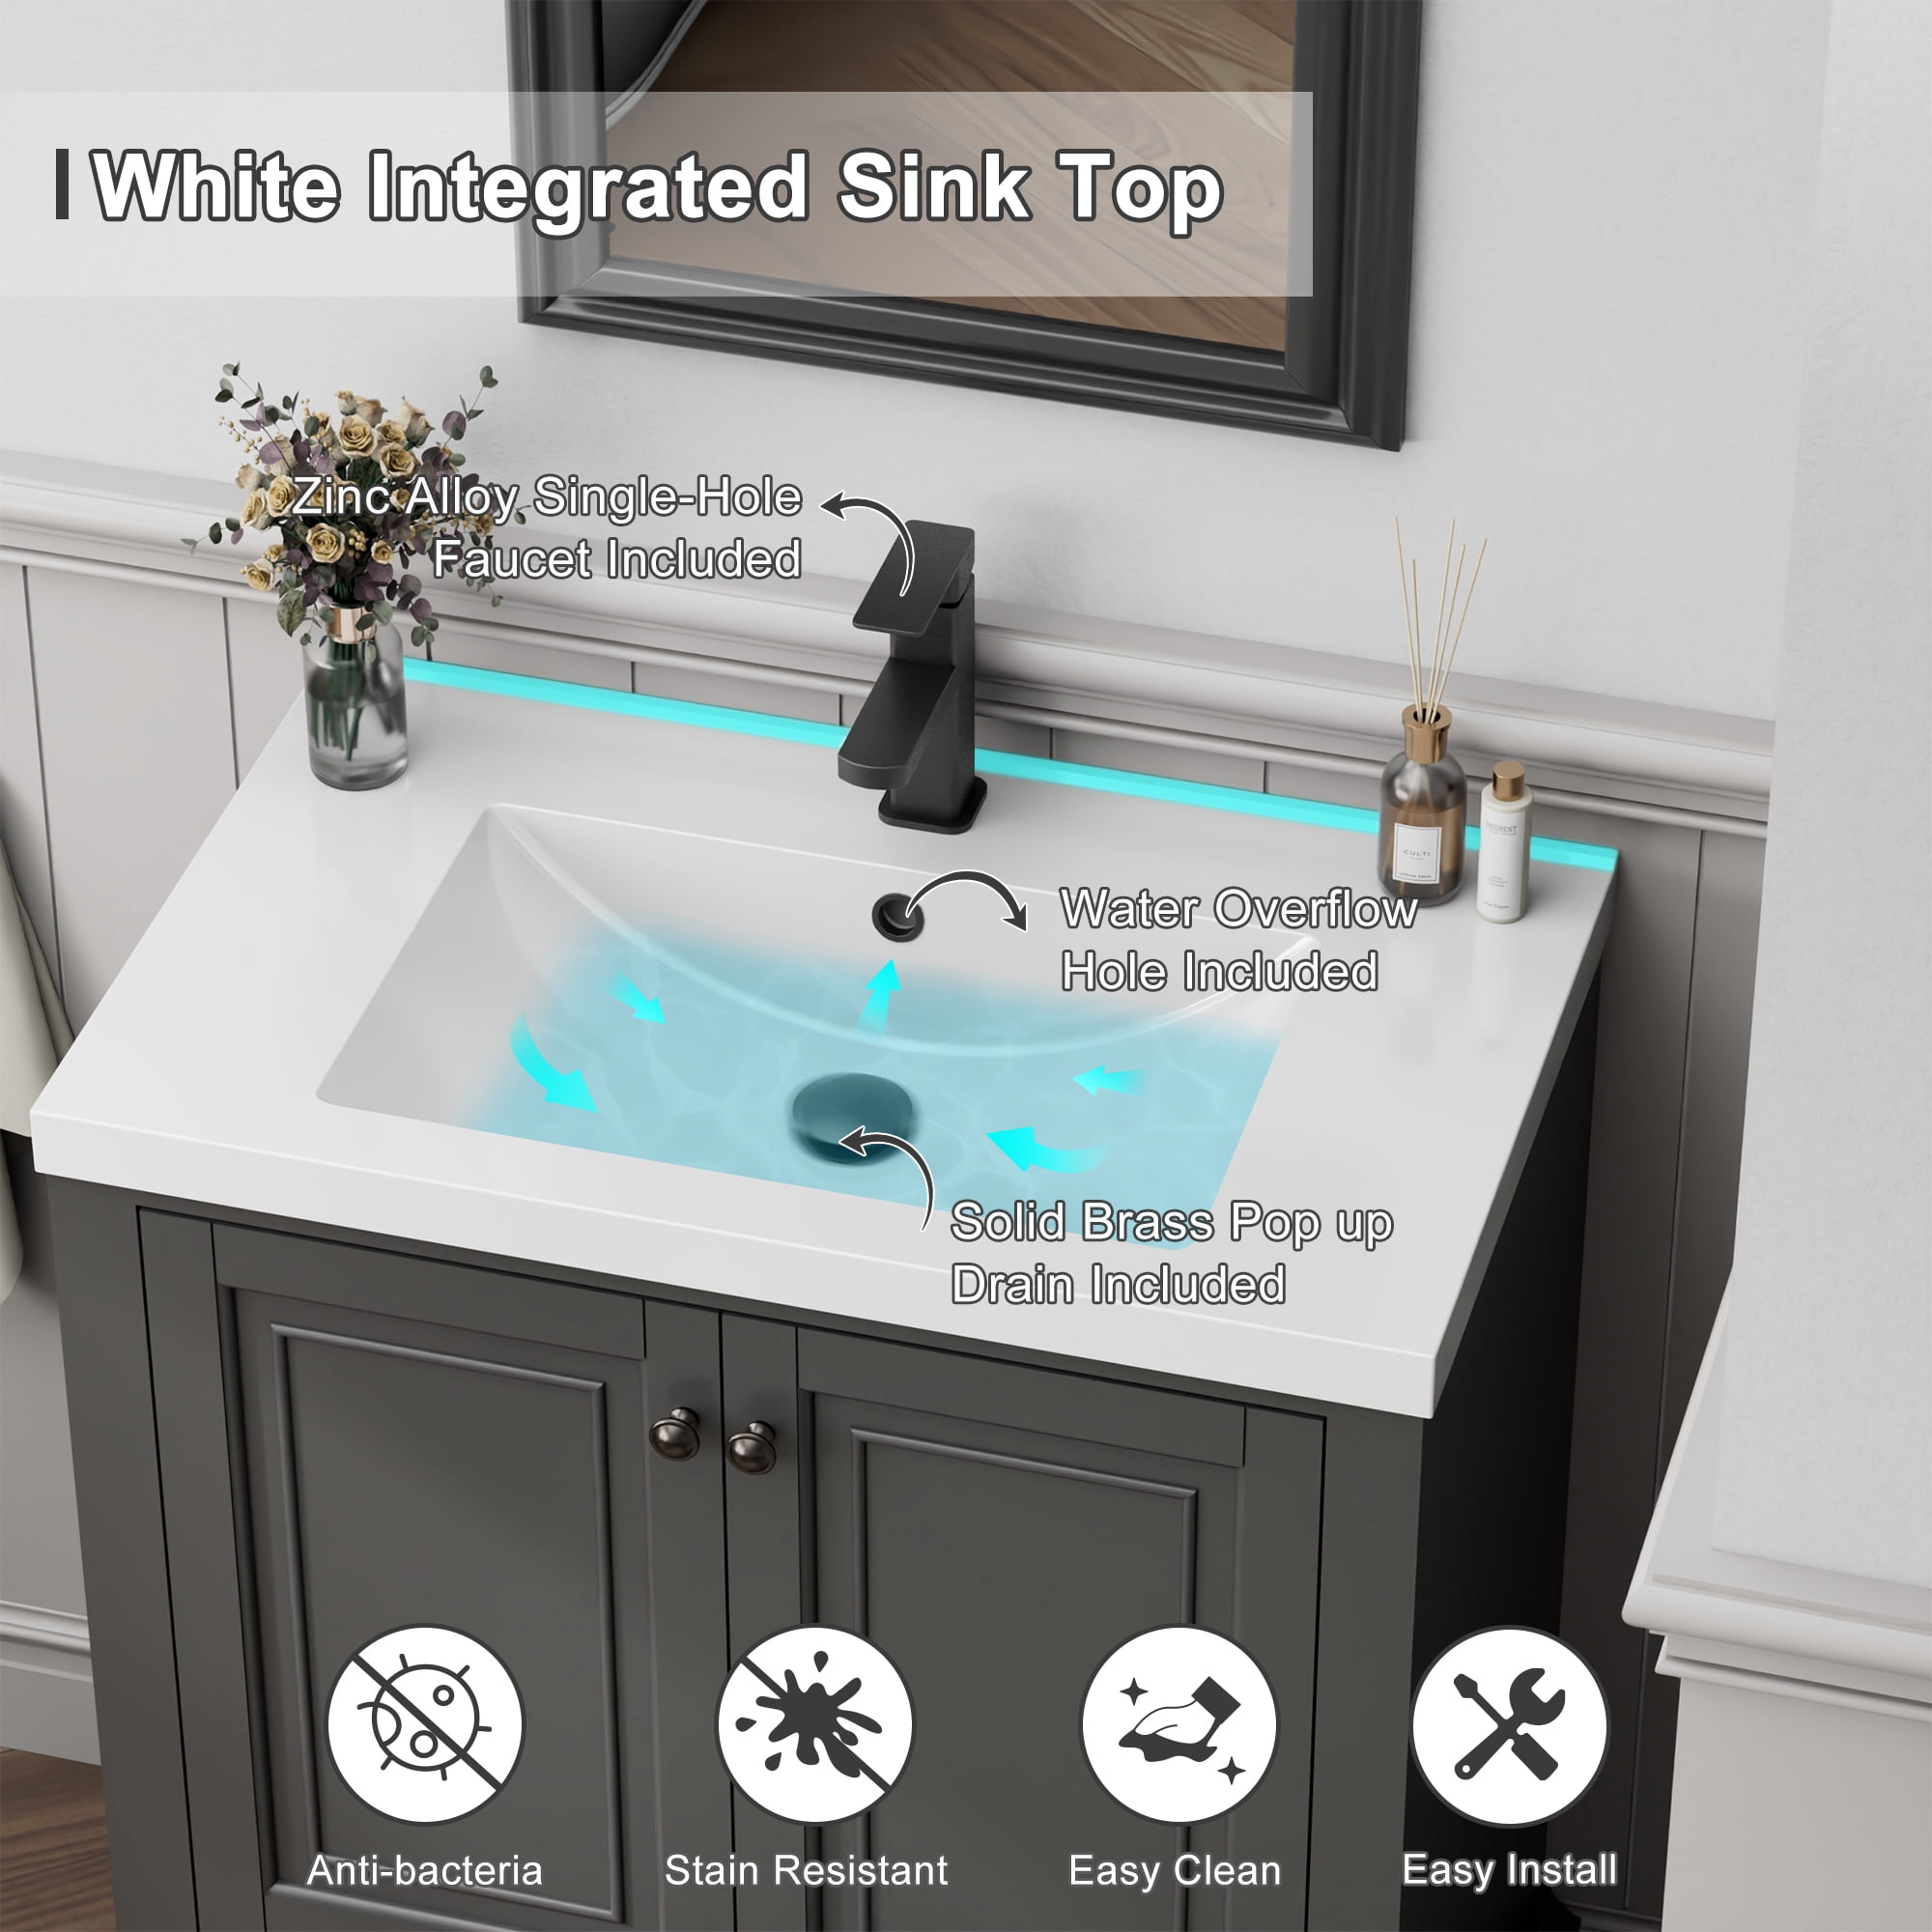 White Integrated Sink Top
Zinc Alloy Single-Hole
Faucet Included
CULTI
Water Overflow
Hole Included
Solid Brass Pop up
Drain Included
Anti-bacteria
Stain Resistant
Easy Clean
Easy Install